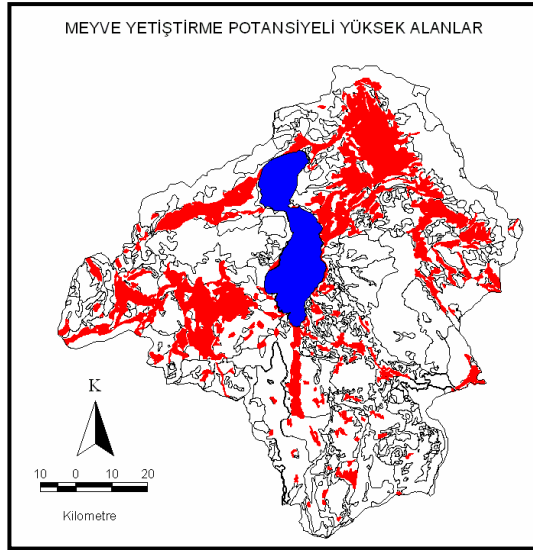 MEYVE YETİŞTİRME POTANSİYELİ YÜKSEK ALANLAR
K
10 0 10 20
Kilometre